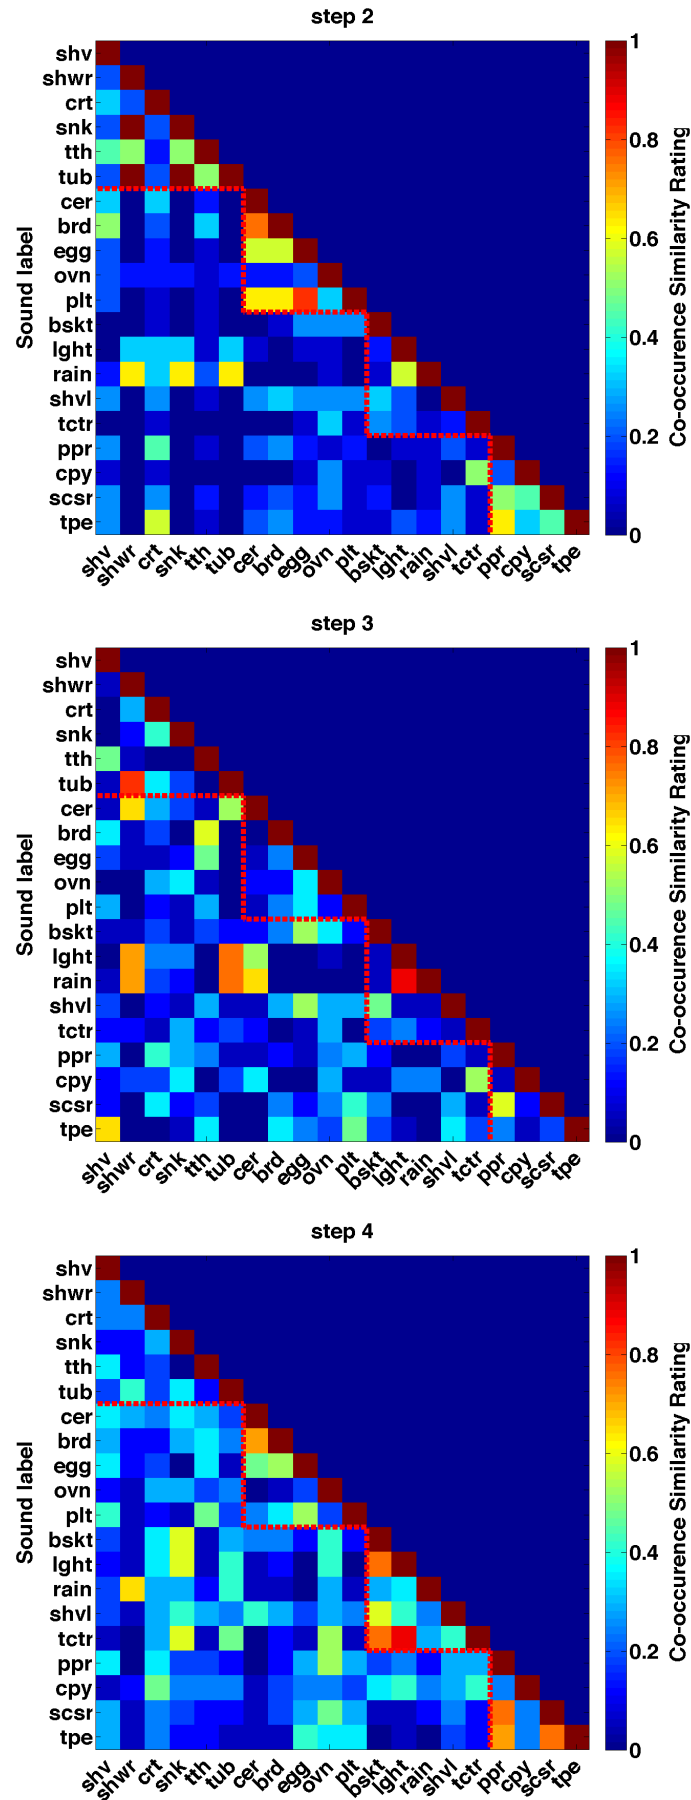 step 2
shv
shwr
crt
snk
tth
tub
cer
brd
egg
ovn
plt
bskt
lght
rain
shvl
tctr
ppr
cpy
scsr
tpe
Sound label
shv shwr crt snk tth tub cer brd egg ovn plt bskt lght rain shvl tctr ppr cpy scsr tpe
1
0.8
0.6
0.4
0.2
0
Co-occurence Similarity Rating
step 3
shv
shwr
crt
snk
tth
tub
cer
brd
egg
ovn
plt
bskt
lght
rain
shvl
tctr
ppr
cpy
scsr
tpe
Sound label
shv shwr crt snk tth tub cer brd egg ovn plt bskt lght rain shvl tctr ppr cpy scsr tpe
1
0.8
0.6
0.4
0.2
0
Co-occurence Similarity Rating
step 4
shv
shwr
crt
snk
tth
tub
cer
brd
egg
ovn
plt
bskt
lght
rain
shvl
tctr
ppr
cpy
scsr
tpe
Sound label
shv shwr crt snk tth tub cer brd egg ovn plt bskt lght rain shvl tctr ppr cpy scsr tpe
1
0.8
0.6
0.4
0.2
0
Co-occurence Similarity Rating